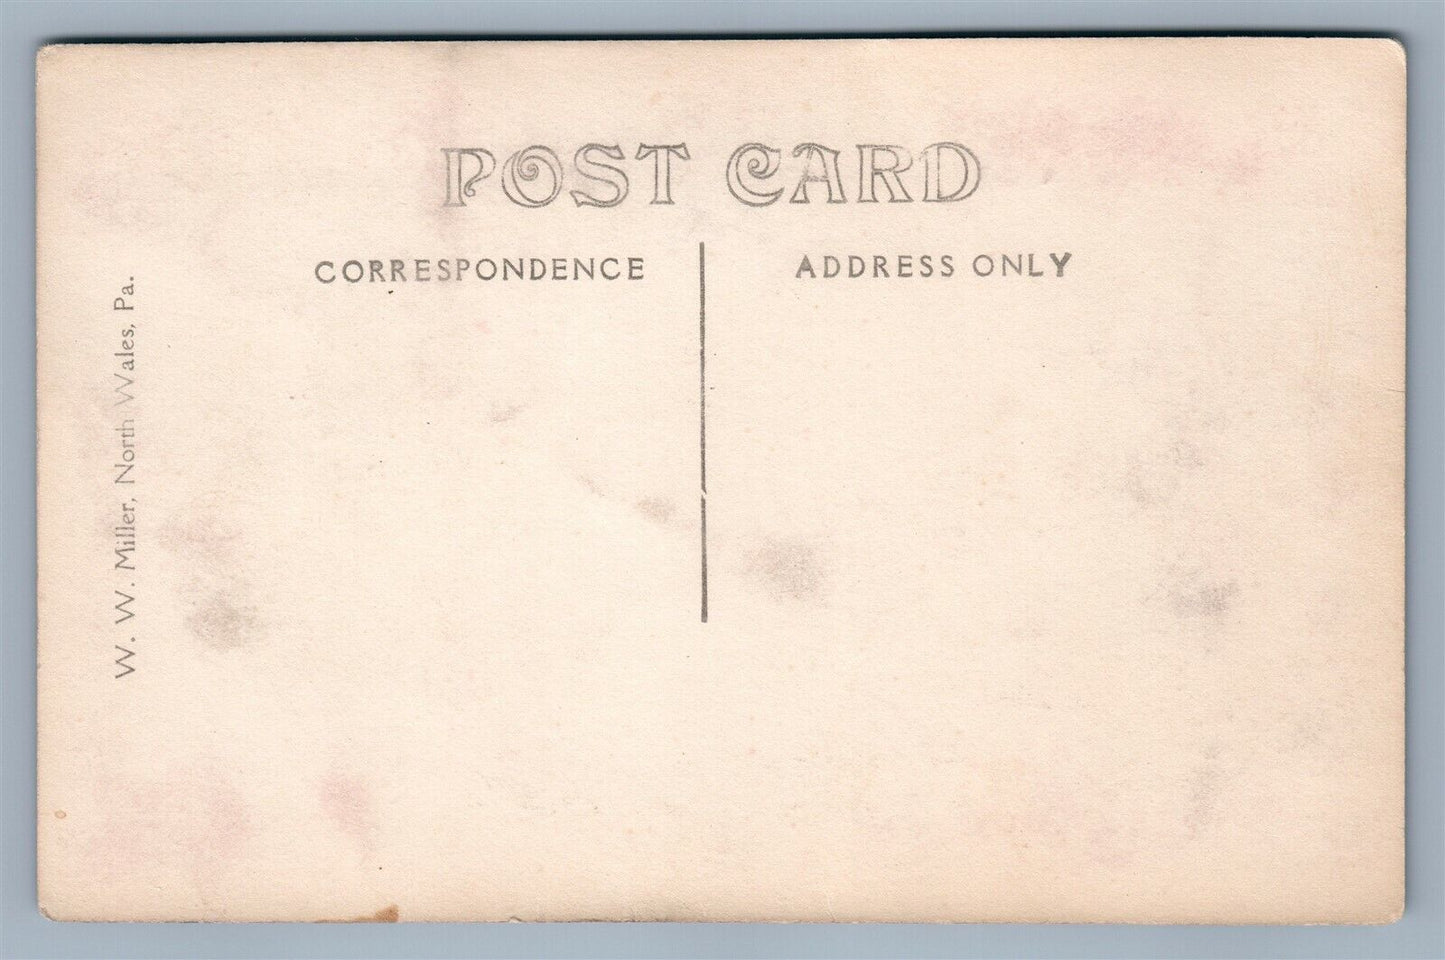 POST CARD
CORRESPONDENCE
ADDRESS ONLY
W. W. Miller, North Wales, Pa.